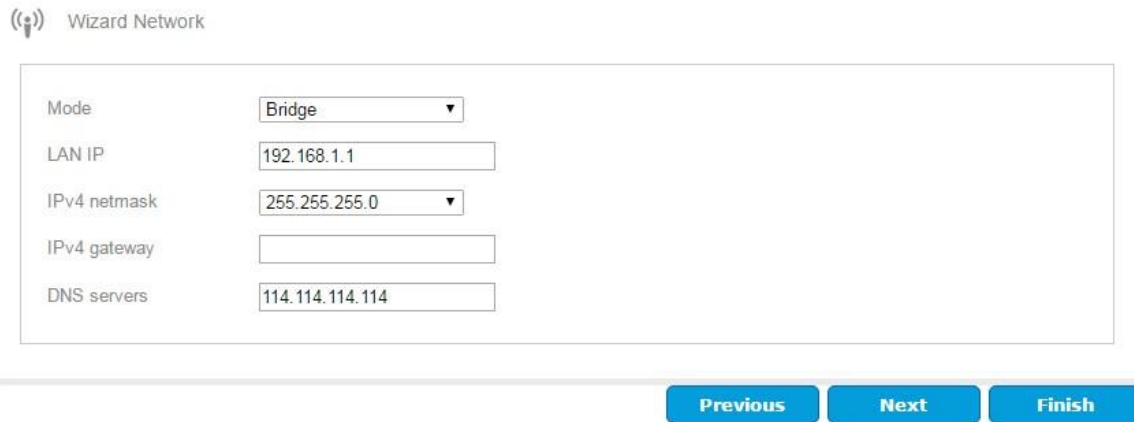 Wizard Network
Mode Bridge
LAN IP 192.168.1.1
IPv4 netmask 255.255.255.0
IPv4 gateway
DNS servers 114.114.114.114
Previous Next Finish